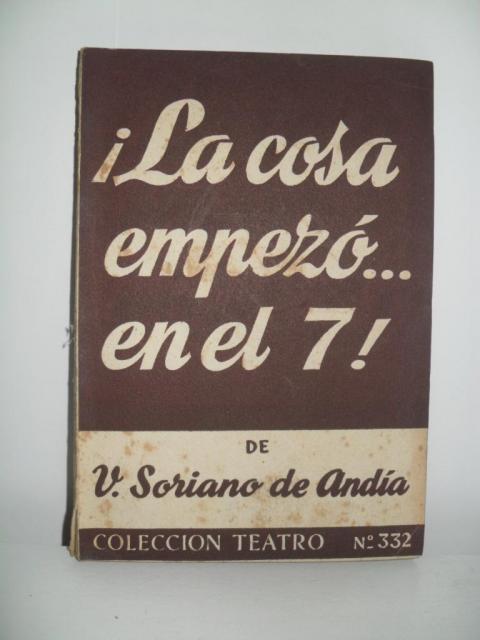 ¡La cosa
empezó...
en el 7!
DE
V. Soriano de Andía
COLECCION TEATRO Nº 332